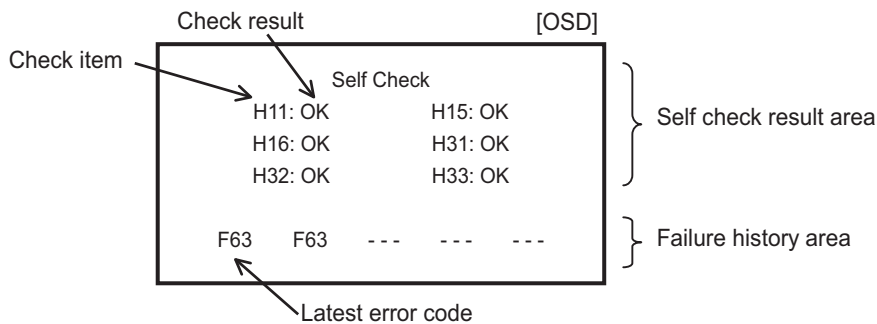 Check result
[OSD]
Check item
Self Check
H11: OK H15: OK
H16: OK H31: OK
H32: OK H33: OK
Self check result area
F63 F63 - - - - - - - - -
Failure history area
Latest error code